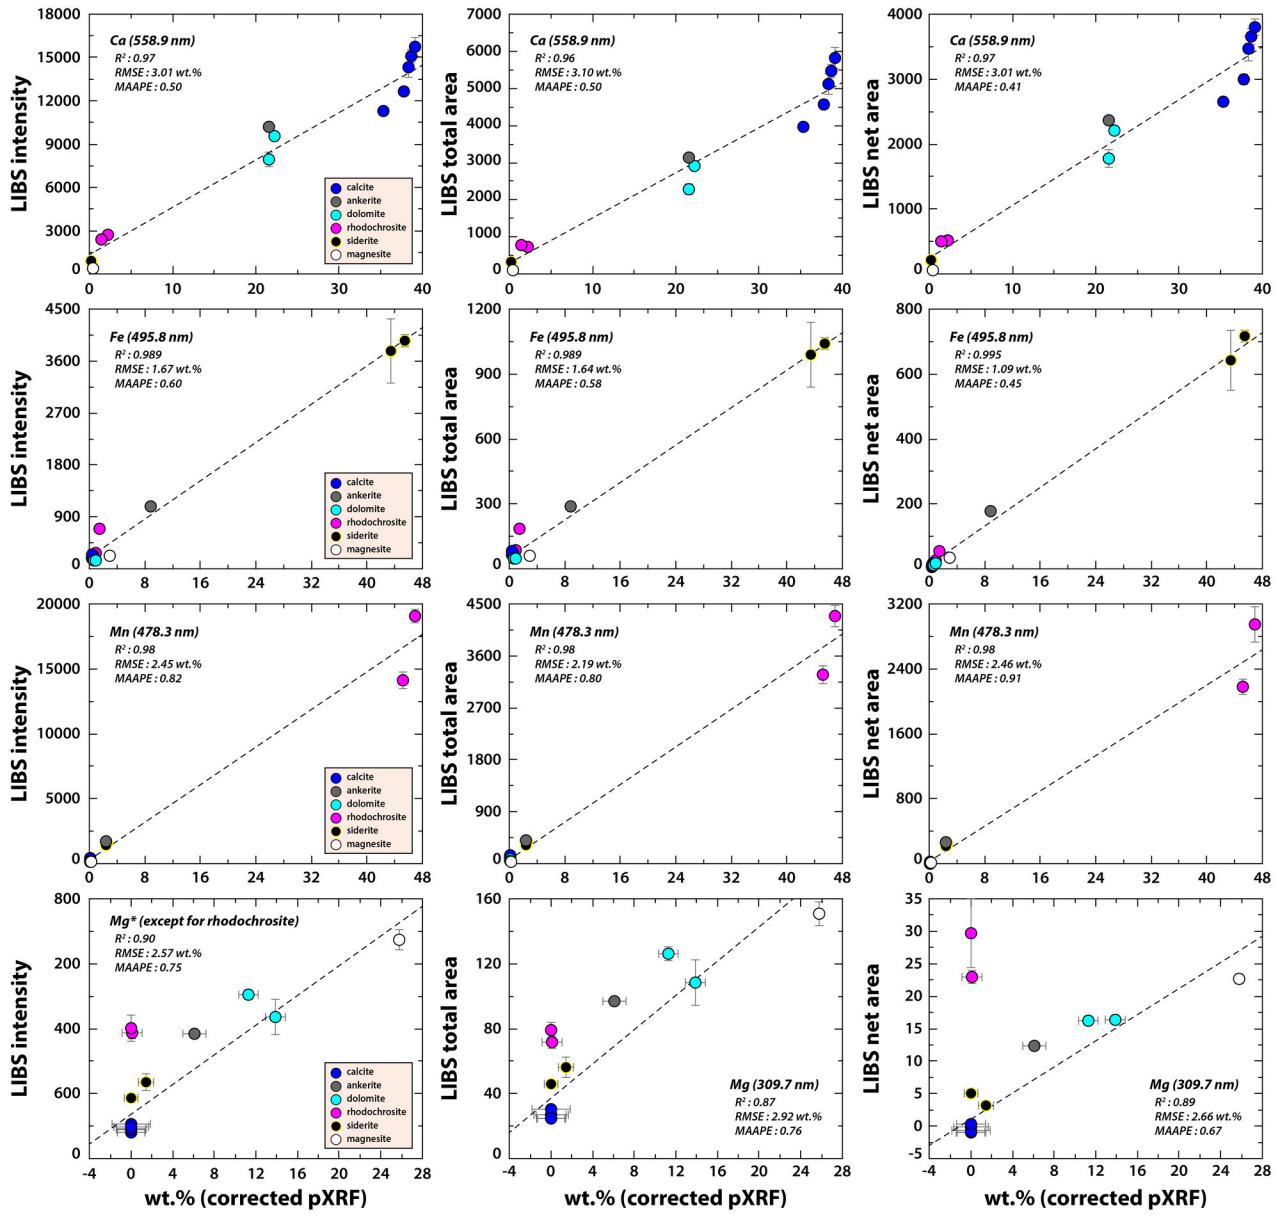 LIBS intensity
18000
15000
12000
9000
6000
3000
0
0 10 20 30 40
Ca (558.9 nm)
R² : 0.97
RMSE : 3.01 wt.%
MAAPE : 0.50
calcite
ankerite
dolomite
rhodochrosite
siderite
magnesite
LIBS total area
7000
6000
5000
4000
3000
2000
1000
0
0 10 20 30 40
Ca (558.9 nm)
R² : 0.96
RMSE : 3.10 wt.%
MAAPE : 0.50
LIBS net area
4000
3000
2000
1000
0
0 10 20 30 40
Ca (558.9 nm)
R² : 0.97
RMSE : 3.01 wt.%
MAAPE : 0.41
LIBS intensity
4500
3600
2700
1800
900
0
0 8 16 24 32 40 48
Fe (495.8 nm)
R² : 0.989
RMSE : 1.67 wt.%
MAAPE : 0.60
calcite
ankerite
dolomite
rhodochrosite
siderite
magnesite
LIBS total area
1200
900
600
300
0
0 8 16 24 32 40 48
Fe (495.8 nm)
R² : 0.989
RMSE : 1.64 wt.%
MAAPE : 0.58
LIBS net area
800
600
400
200
0
0 8 16 24 32 40 48
Fe (495.8 nm)
R² : 0.995
RMSE : 1.09 wt.%
MAAPE : 0.45
LIBS intensity
20000
15000
10000
5000
0
0 8 16 24 32 40 48
Mn (478.3 nm)
R² : 0.98
RMSE : 2.45 wt.%
MAAPE : 0.82
calcite
ankerite
dolomite
rhodochrosite
siderite
magnesite
LIBS total area
4500
3600
2700
1800
900
0
0 8 16 24 32 40 48
Mn (478.3 nm)
R² : 0.98
RMSE : 2.19 wt.%
MAAPE : 0.80
LIBS net area
3200
2400
1600
800
0
0 8 16 24 32 40 48
Mn (478.3 nm)
R² : 0.98
RMSE : 2.46 wt.%
MAAPE : 0.91
LIBS intensity
800
200
400
600
0
-4 0 4 8 12 16 20 24 28
Mg* (except for rhodochrosite)
R² : 0.90
RMSE : 2.57 wt.%
MAAPE : 0.75
calcite
ankerite
dolomite
rhodochrosite
siderite
magnesite
wt.% (corrected pXRF)
LIBS total area
160
120
80
40
0
-4 0 4 8 12 16 20 24 28
Mg (309.7 nm)
R² : 0.87
RMSE : 2.92 wt.%
MAAPE : 0.76
wt.% (corrected pXRF)
LIBS net area
35
30
25
20
15
10
5
0
-5
-4 0 4 8 12 16 20 24 28
Mg (309.7 nm)
R² : 0.89
RMSE : 2.66 wt.%
MAAPE : 0.67
wt.% (corrected pXRF)